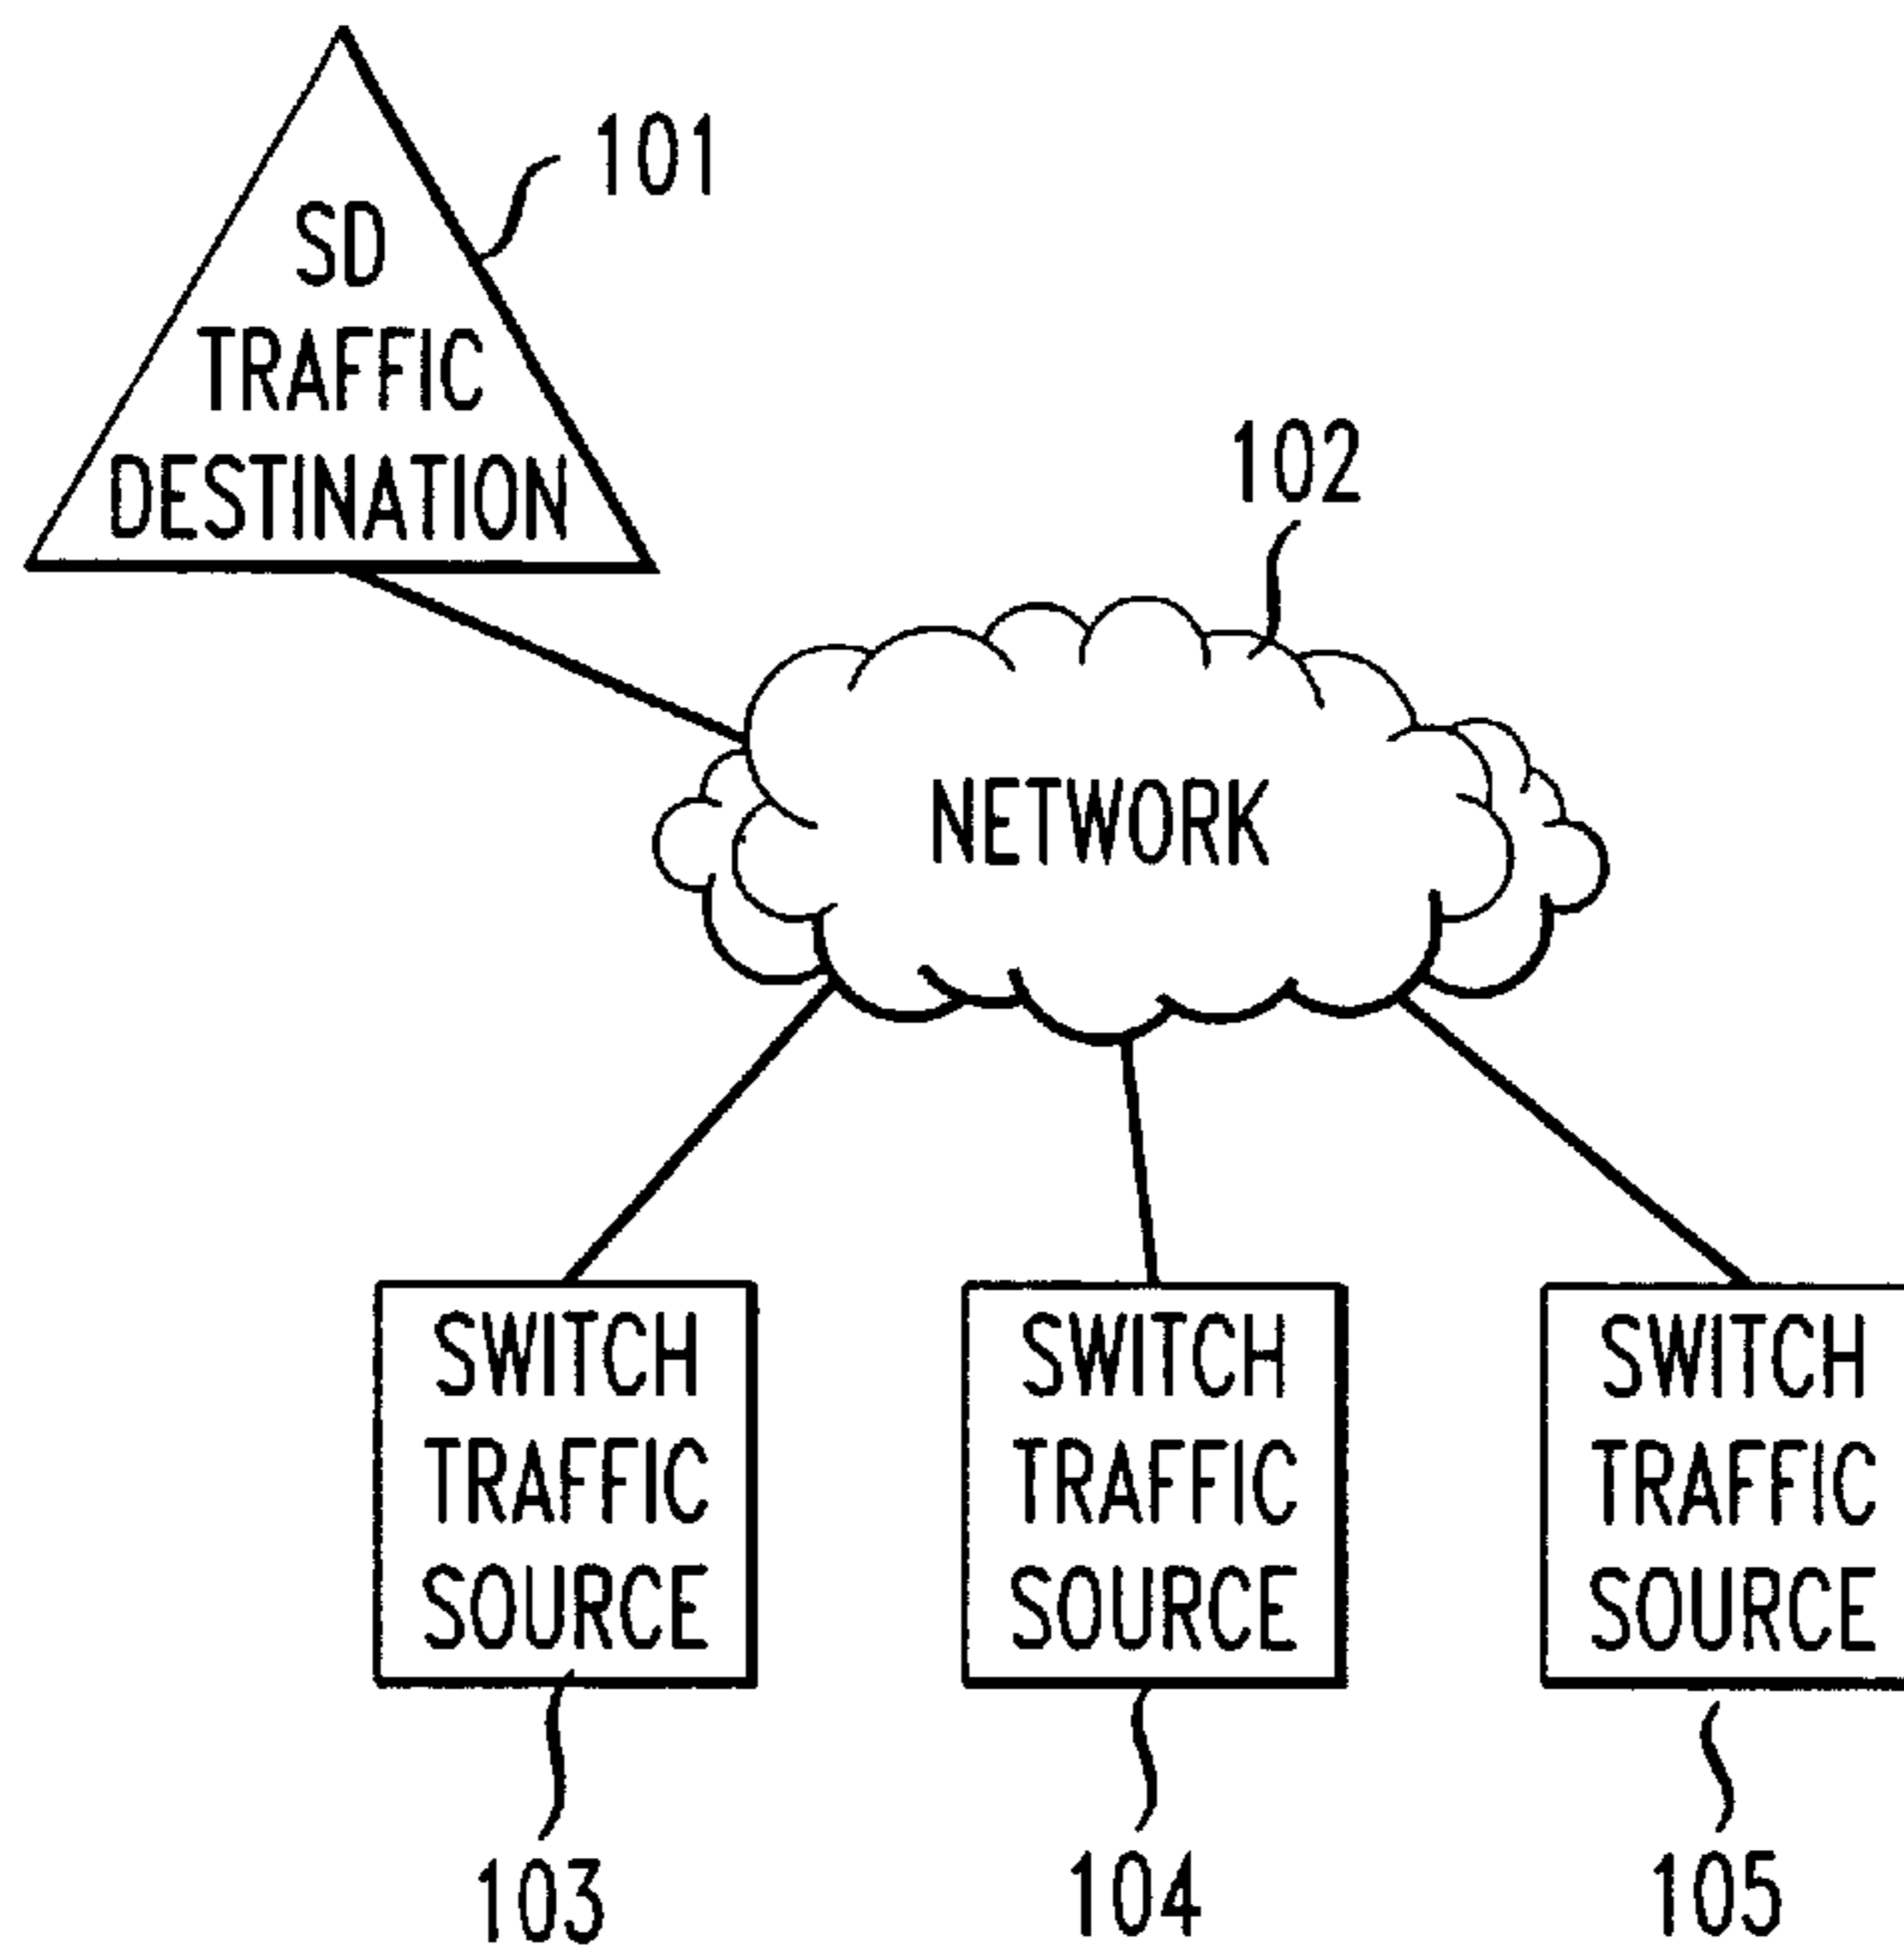 101
SD
TRAFFIC
DESTINATION
102
NETWORK
SWITCH
TRAFFIC
SOURCE
SWITCH
TRAFFIC
SOURCE
SWITCH
TRAFFIC
SOURCE
103
104
105